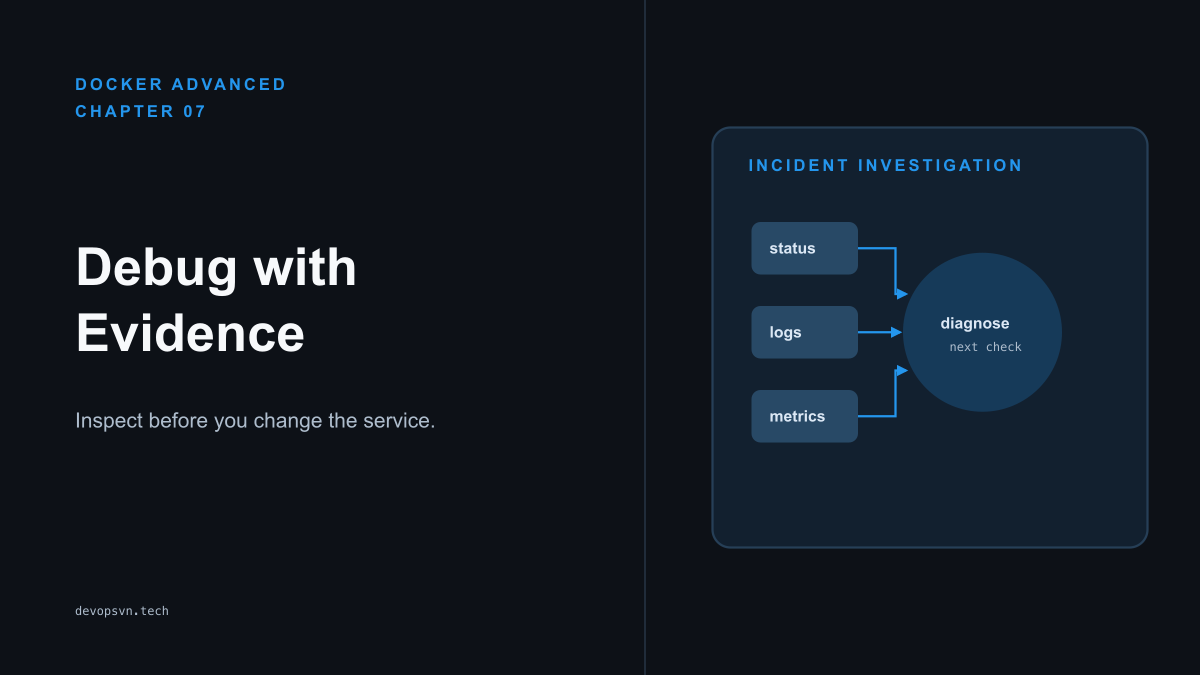 DOCKER ADVANCED
CHAPTER 07
Debug with
Evidence
Inspect before you change the service.
devopsvn.tech
INCIDENT INVESTIGATION
status
logs
metrics
diagnose
next check